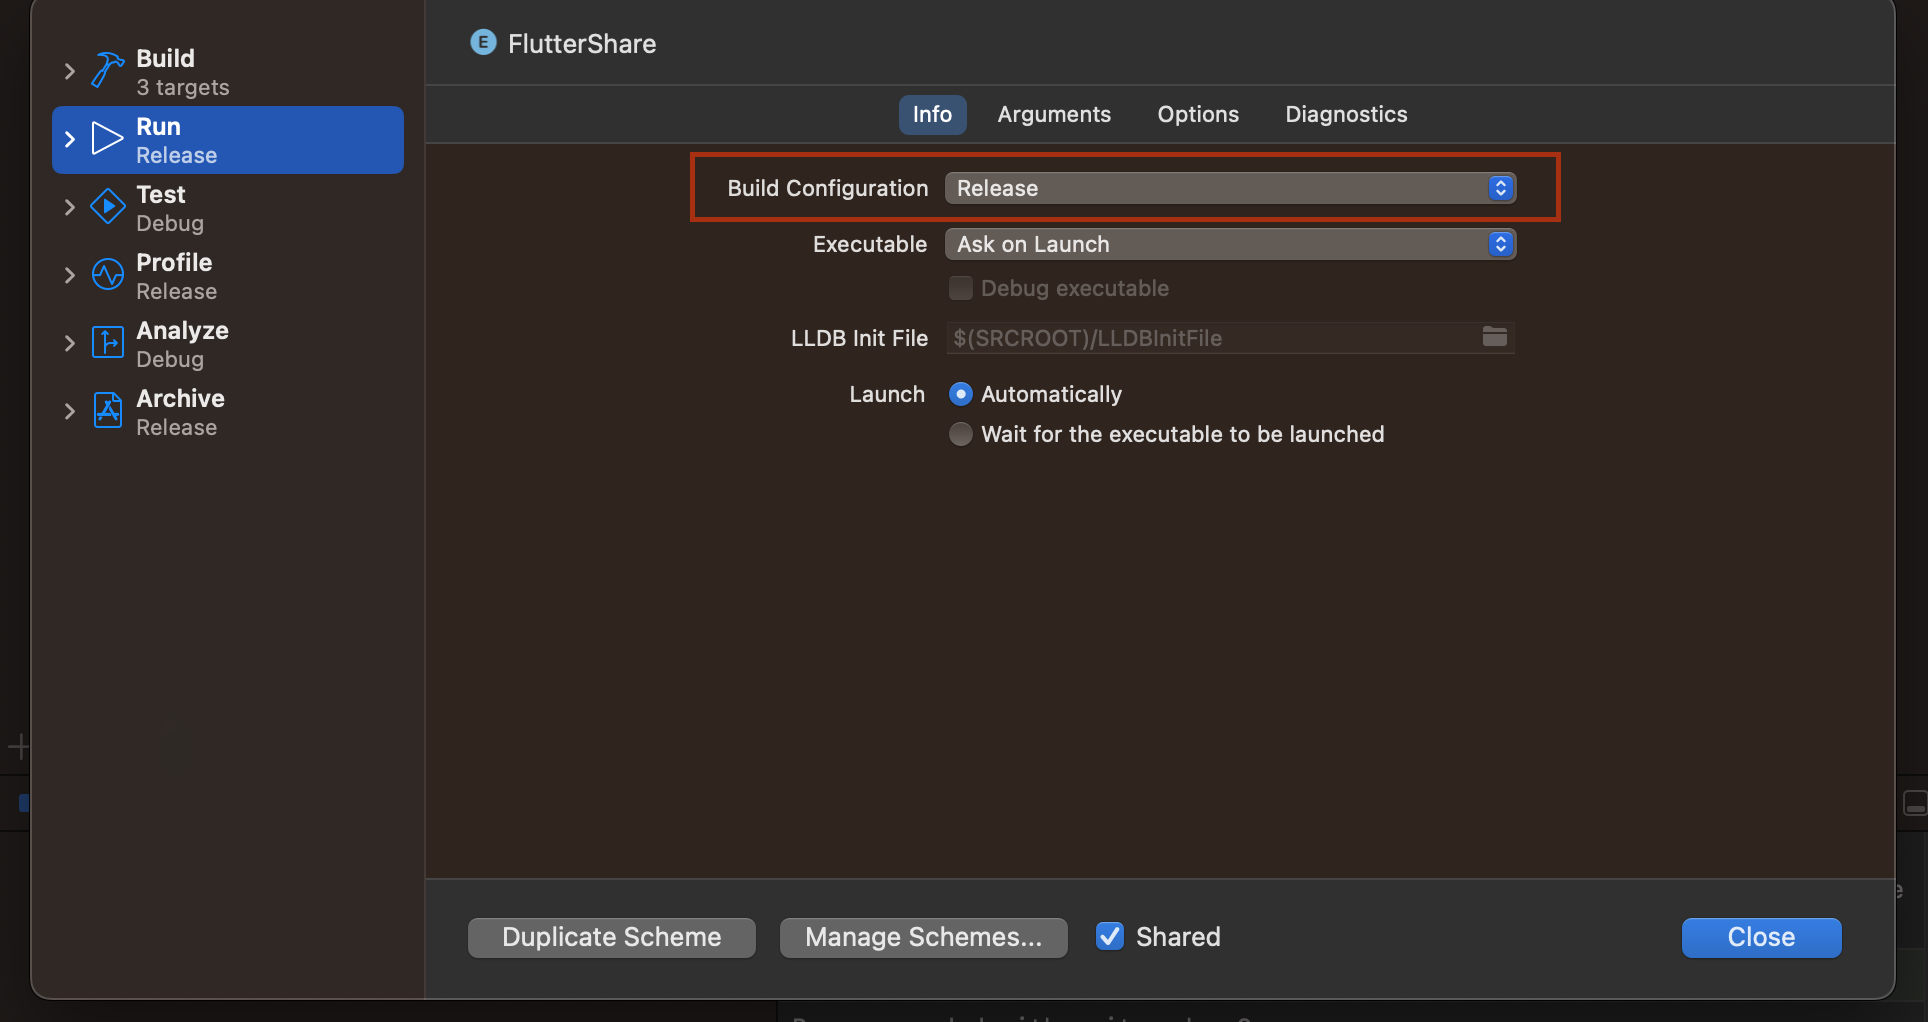 Build
3 targets
Run
Release
Test
Debug
Profile
Release
Analyze
Debug
Archive
Release
E FlutterShare
Info Arguments Options Diagnostics
Build Configuration Release
Executable Ask on Launch
Debug executable
LLDB Init File $(SRCROOT)/LLDBInitFile
Launch Automatically
Wait for the executable to be launched
Duplicate Scheme Manage Schemes... Shared Close